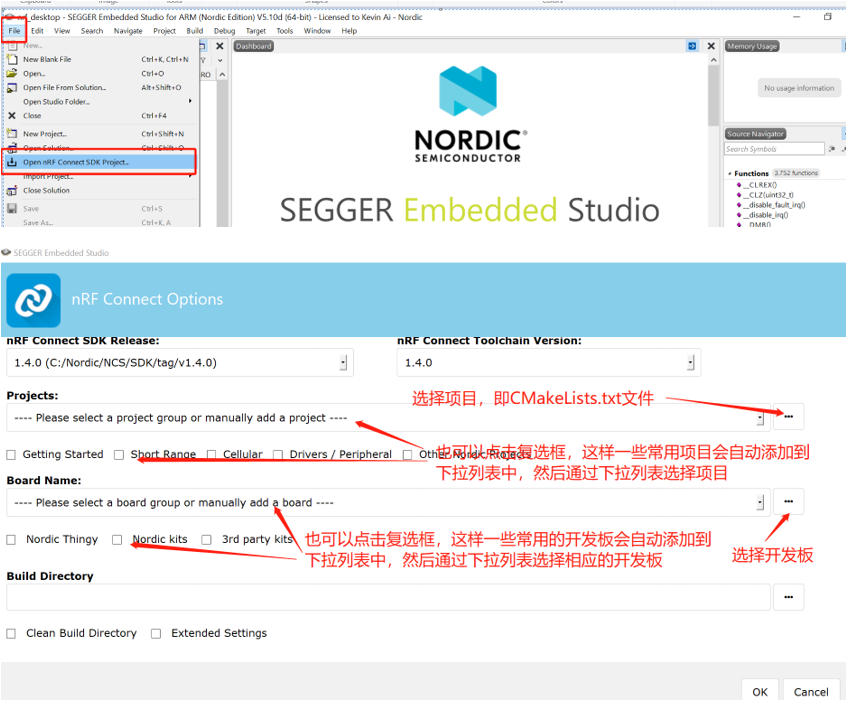 nrf_desktop - SEGGER Embedded Studio for ARM (Nordic Edition) V5.10d (64-bit) - Licensed to Kevin Ai - Nordic
File Edit View Search Navigate Project Build Debug Target Tools Window Help
New...
New Blank File Ctrl+K, Ctrl+N
Open... Ctrl+O
Open File From Solution... Alt+Shift+O
Open Studio Folder...
Close Ctrl+F4
New Project... Ctrl+Shift+N
Open Solution... Ctrl+Shift+O
Open nRF Connect SDK Project...
Import Project...
Close Solution
Save Ctrl+S
Save As... Ctrl+K, A
Dashboard
NORDIC®
SEMICONDUCTOR
SEGGER Embedded Studio
Memory Usage
No usage information
Source Navigator
Search Symbols
Functions 3,752 functions
__CLREX()
__CLZ(uint32_t)
__disable_fault_irq()
__disable_irq()
__DMB()
SEGGER Embedded Studio
nRF Connect Options
nRF Connect SDK Release: nRF Connect Toolchain Version:
1.4.0 (C:/Nordic/NCS/SDK/tag/v1.4.0) 1.4.0
Projects:
选择项目，即CMakeLists.txt文件
---- Please select a project group or manually add a project ---- ...
Getting Started Short Range Cellular Drivers / Peripheral Other Nordic Projects
也可以点击复选框，这样一些常用项目会自动添加到
下拉列表中，然后通过下拉列表选择项目
Board Name:
---- Please select a board group or manually add a board ---- ...
Nordic Thingy Nordic kits 3rd party kits
也可以点击复选框，这样一些常用的开发板会自动添加到
下拉列表中，然后通过下拉列表选择相应的开发板
选择开发板
Build Directory
...
Clean Build Directory Extended Settings
OK Cancel